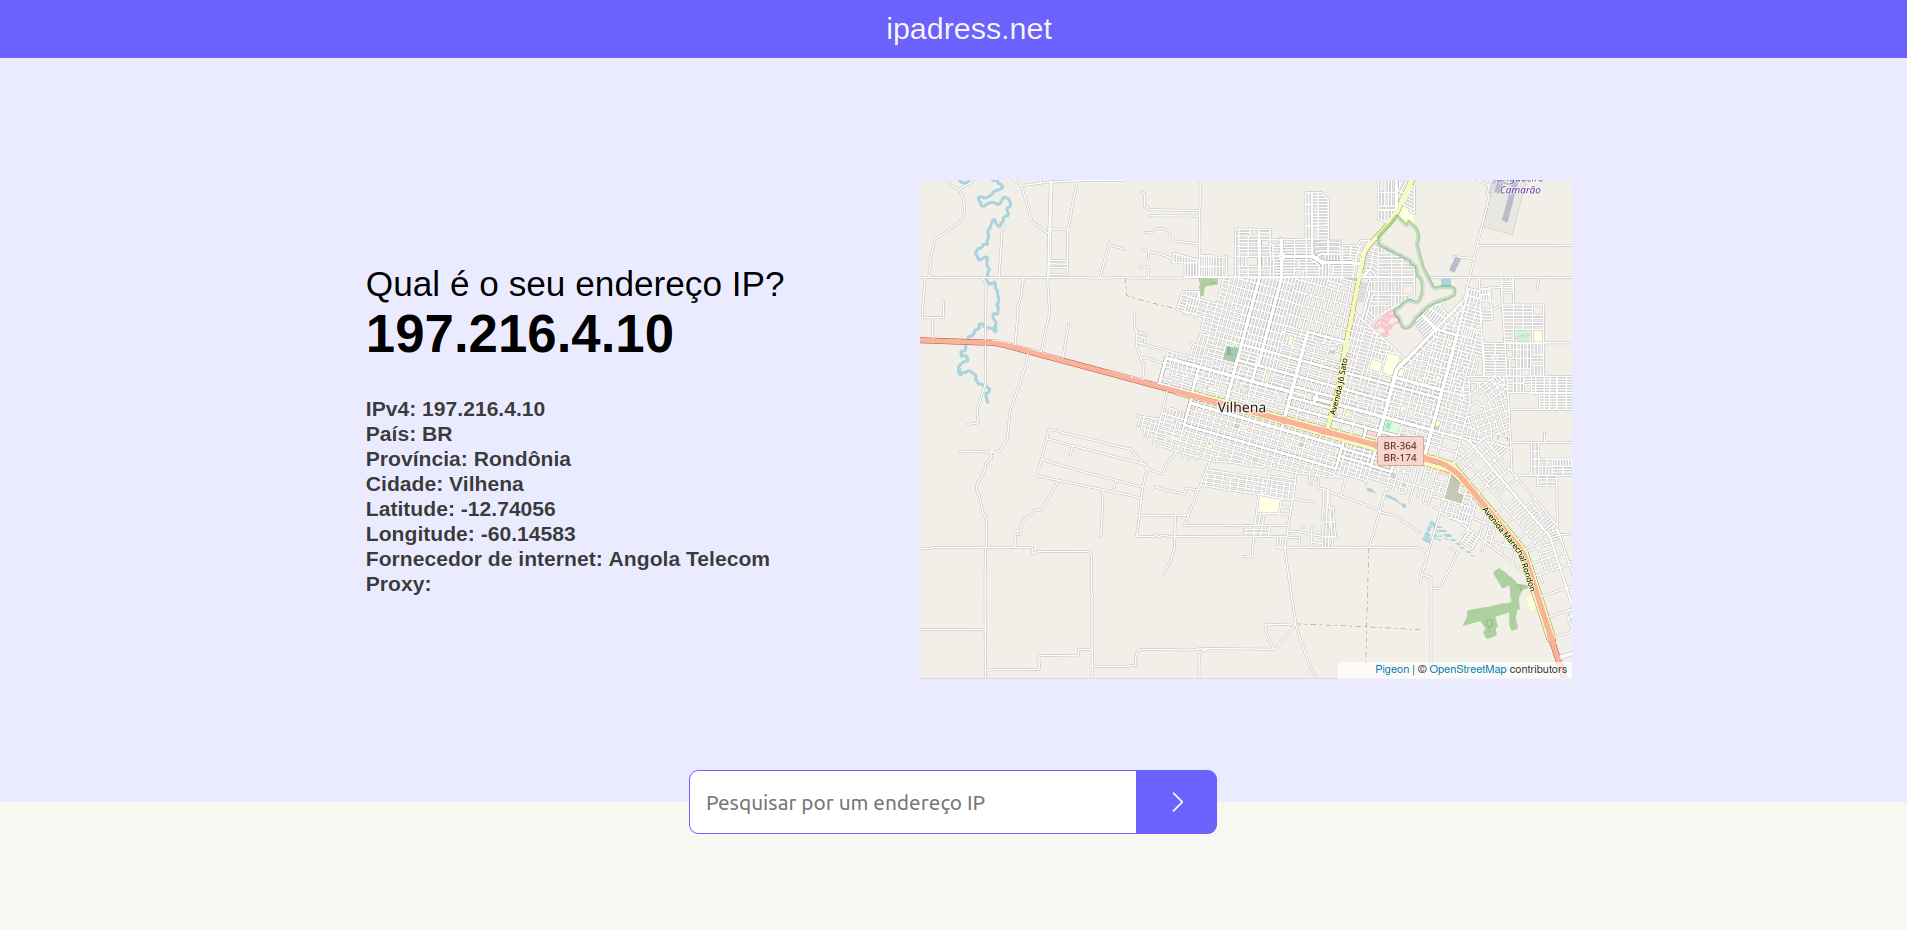 ipadress.net
Qual é o seu endereço IP?
197.216.4.10
IPv4: 197.216.4.10
País: BR
Província: Rondônia
Cidade: Vilhena
Latitude: -12.74056
Longitude: -60.14583
Fornecedor de internet: Angola Telecom
Proxy:
Camarão
Avenida Jô Sato
Vilhena
BR-364
BR-174
Avenida Marechal Rondon
Pigeon | © OpenStreetMap contributors
Pesquisar por um endereço IP